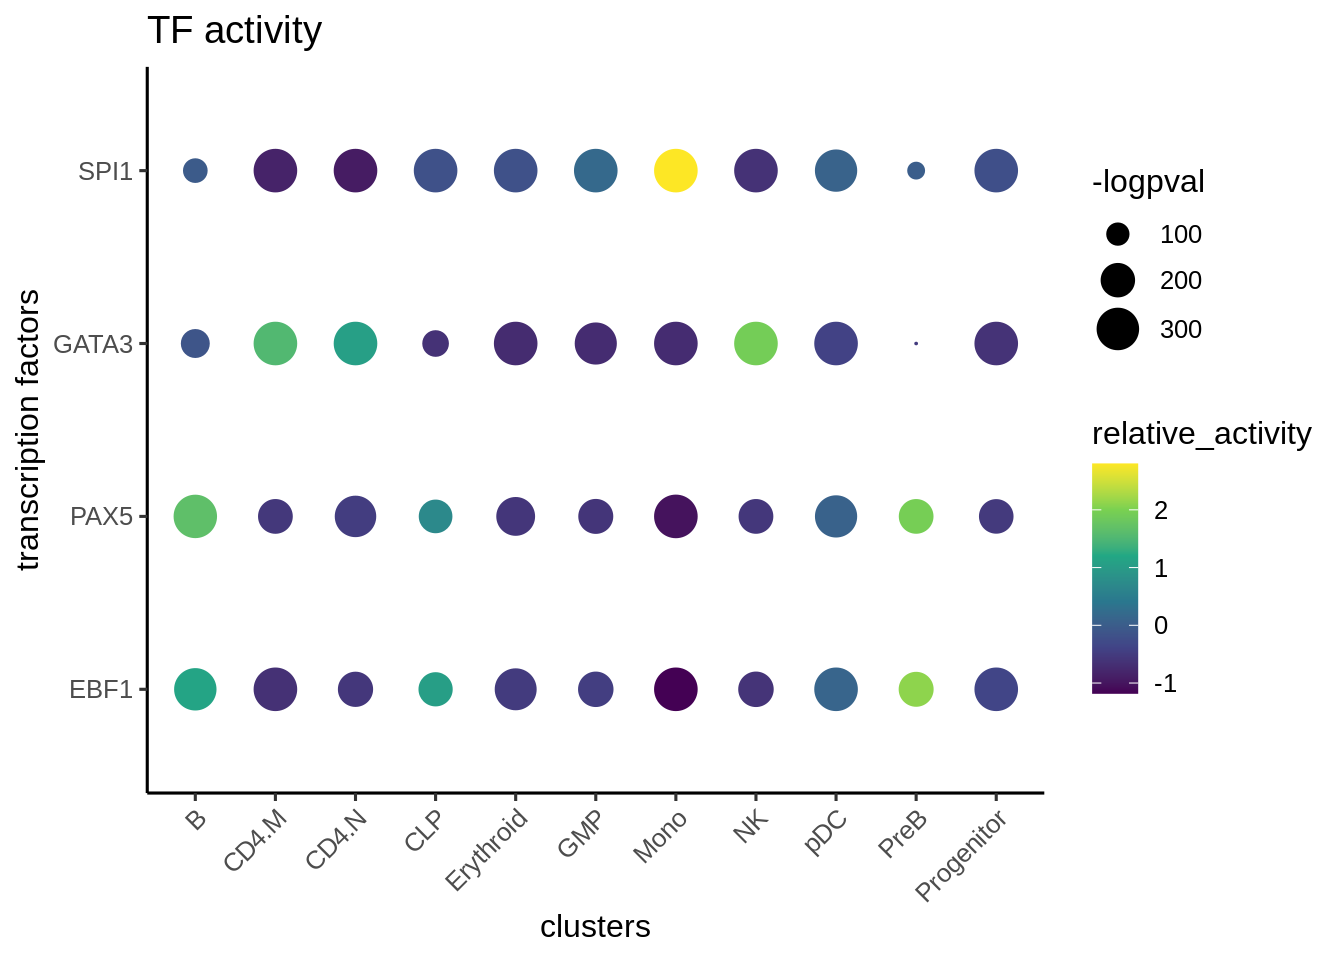 TF activity
transcription factors
SPI1
GATA3
PAX5
EBF1
B
CD4.M
CD4.N
CLP
Erythroid
GMP
Mono
NK
pDC
PreB
Progenitor
clusters
-logpval
100
200
300
relative_activity
2
1
0
-1